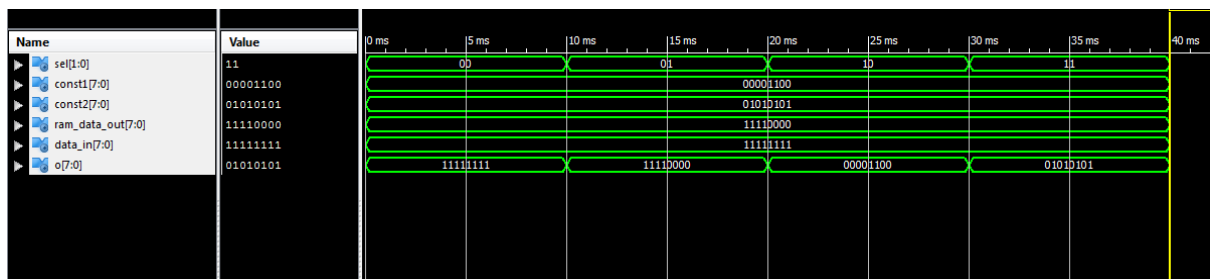 Name Value 0 ms 5 ms 10 ms 15 ms 20 ms 25 ms 30 ms 35 ms 40 ms
sel[1:0] 11 00 01 10 11
const1[7:0] 00001100 00001100
const2[7:0] 01010101 01010101
ram_data_out[7:0] 11110000 11110000
data_in[7:0] 11111111 11111111
o[7:0] 01010101 11111111 11110000 00001100 01010101